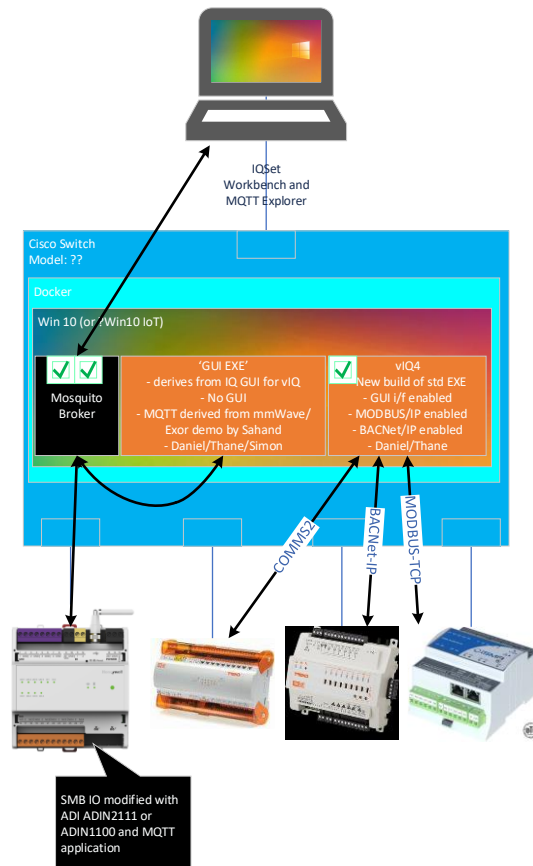 IQSet
Workbench and
MQTT Explorer
Cisco Switch
Model: ??
Docker
Win 10 (or ?Win10 IoT)
Mosquito
Broker
'GUI EXE'
- derives from IQ GUI for vIQ
- No GUI
- MQTT derived from mmWave/
Exor demo by Sahand
- Daniel/Thane/Simon
vIQ4
New build of std EXE
- GUI i/f enabled
- MODBUS/IP enabled
- BACNet/IP enabled
- Daniel/Thane
COMMS2
BACNet-IP
MODBUS-TCP
SMB IO modified with
ADI ADIN2111 or
ADIN1100 and MQTT
application